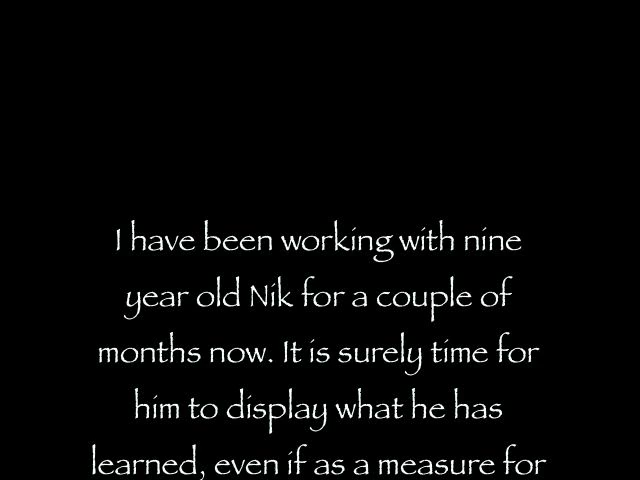 I have been working with nine
year old Nik for a couple of
months now. It is surely time for
him to display what he has
learned, even if as a measure for